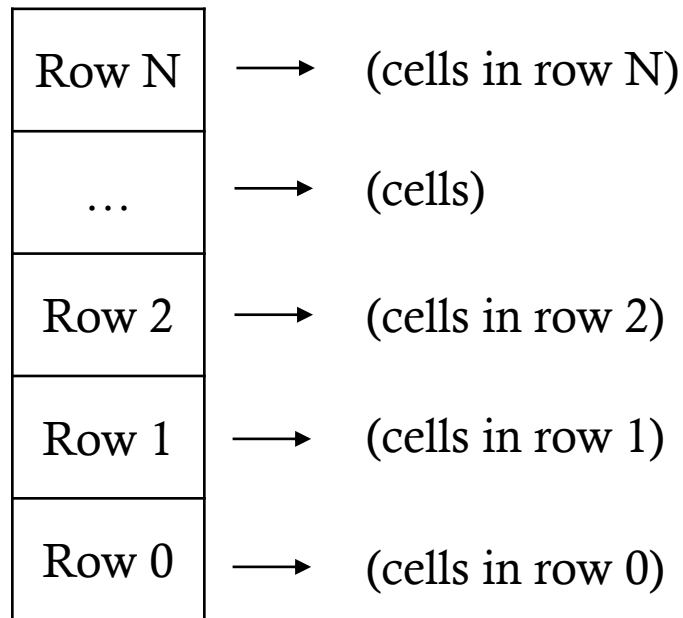 Row N (cells in row N)
... (cells)
Row 2 (cells in row 2)
Row 1 (cells in row 1)
Row 0 (cells in row 0)